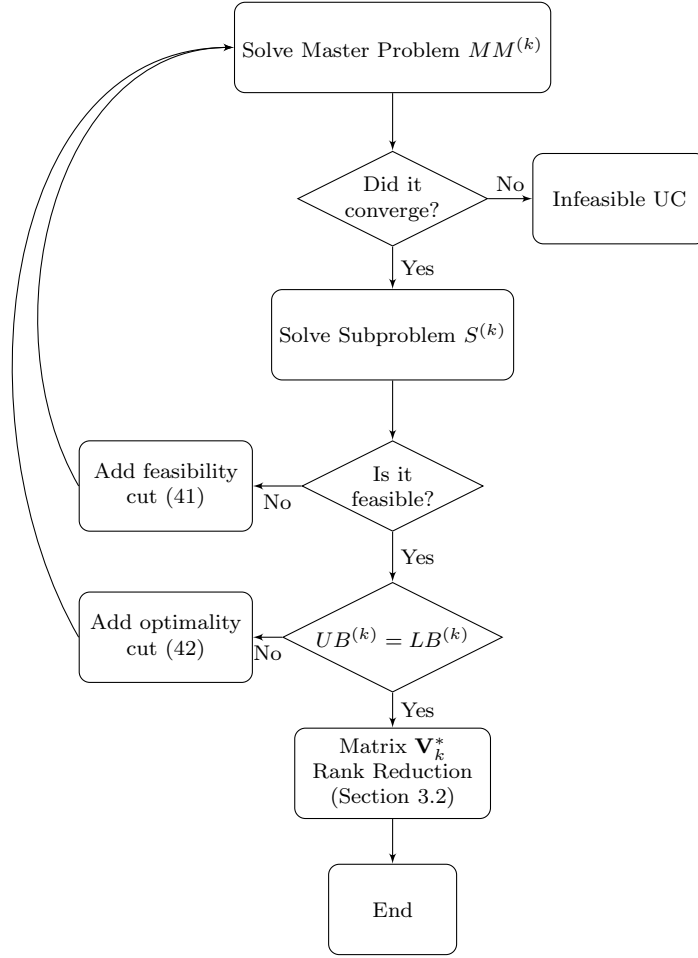 Solve Master Problem $MM^{(k)}$
Did it
converge?
No
Infeasible UC
Yes
Solve Subproblem $S^{(k)}$
Add feasibility
cut (41)
No
Is it
feasible?
Yes
Add optimality
cut (42)
No
$UB^{(k)} = LB^{(k)}$
Yes
Matrix $\mathbf{V}_k^*$
Rank Reduction
(Section 3.2)
End